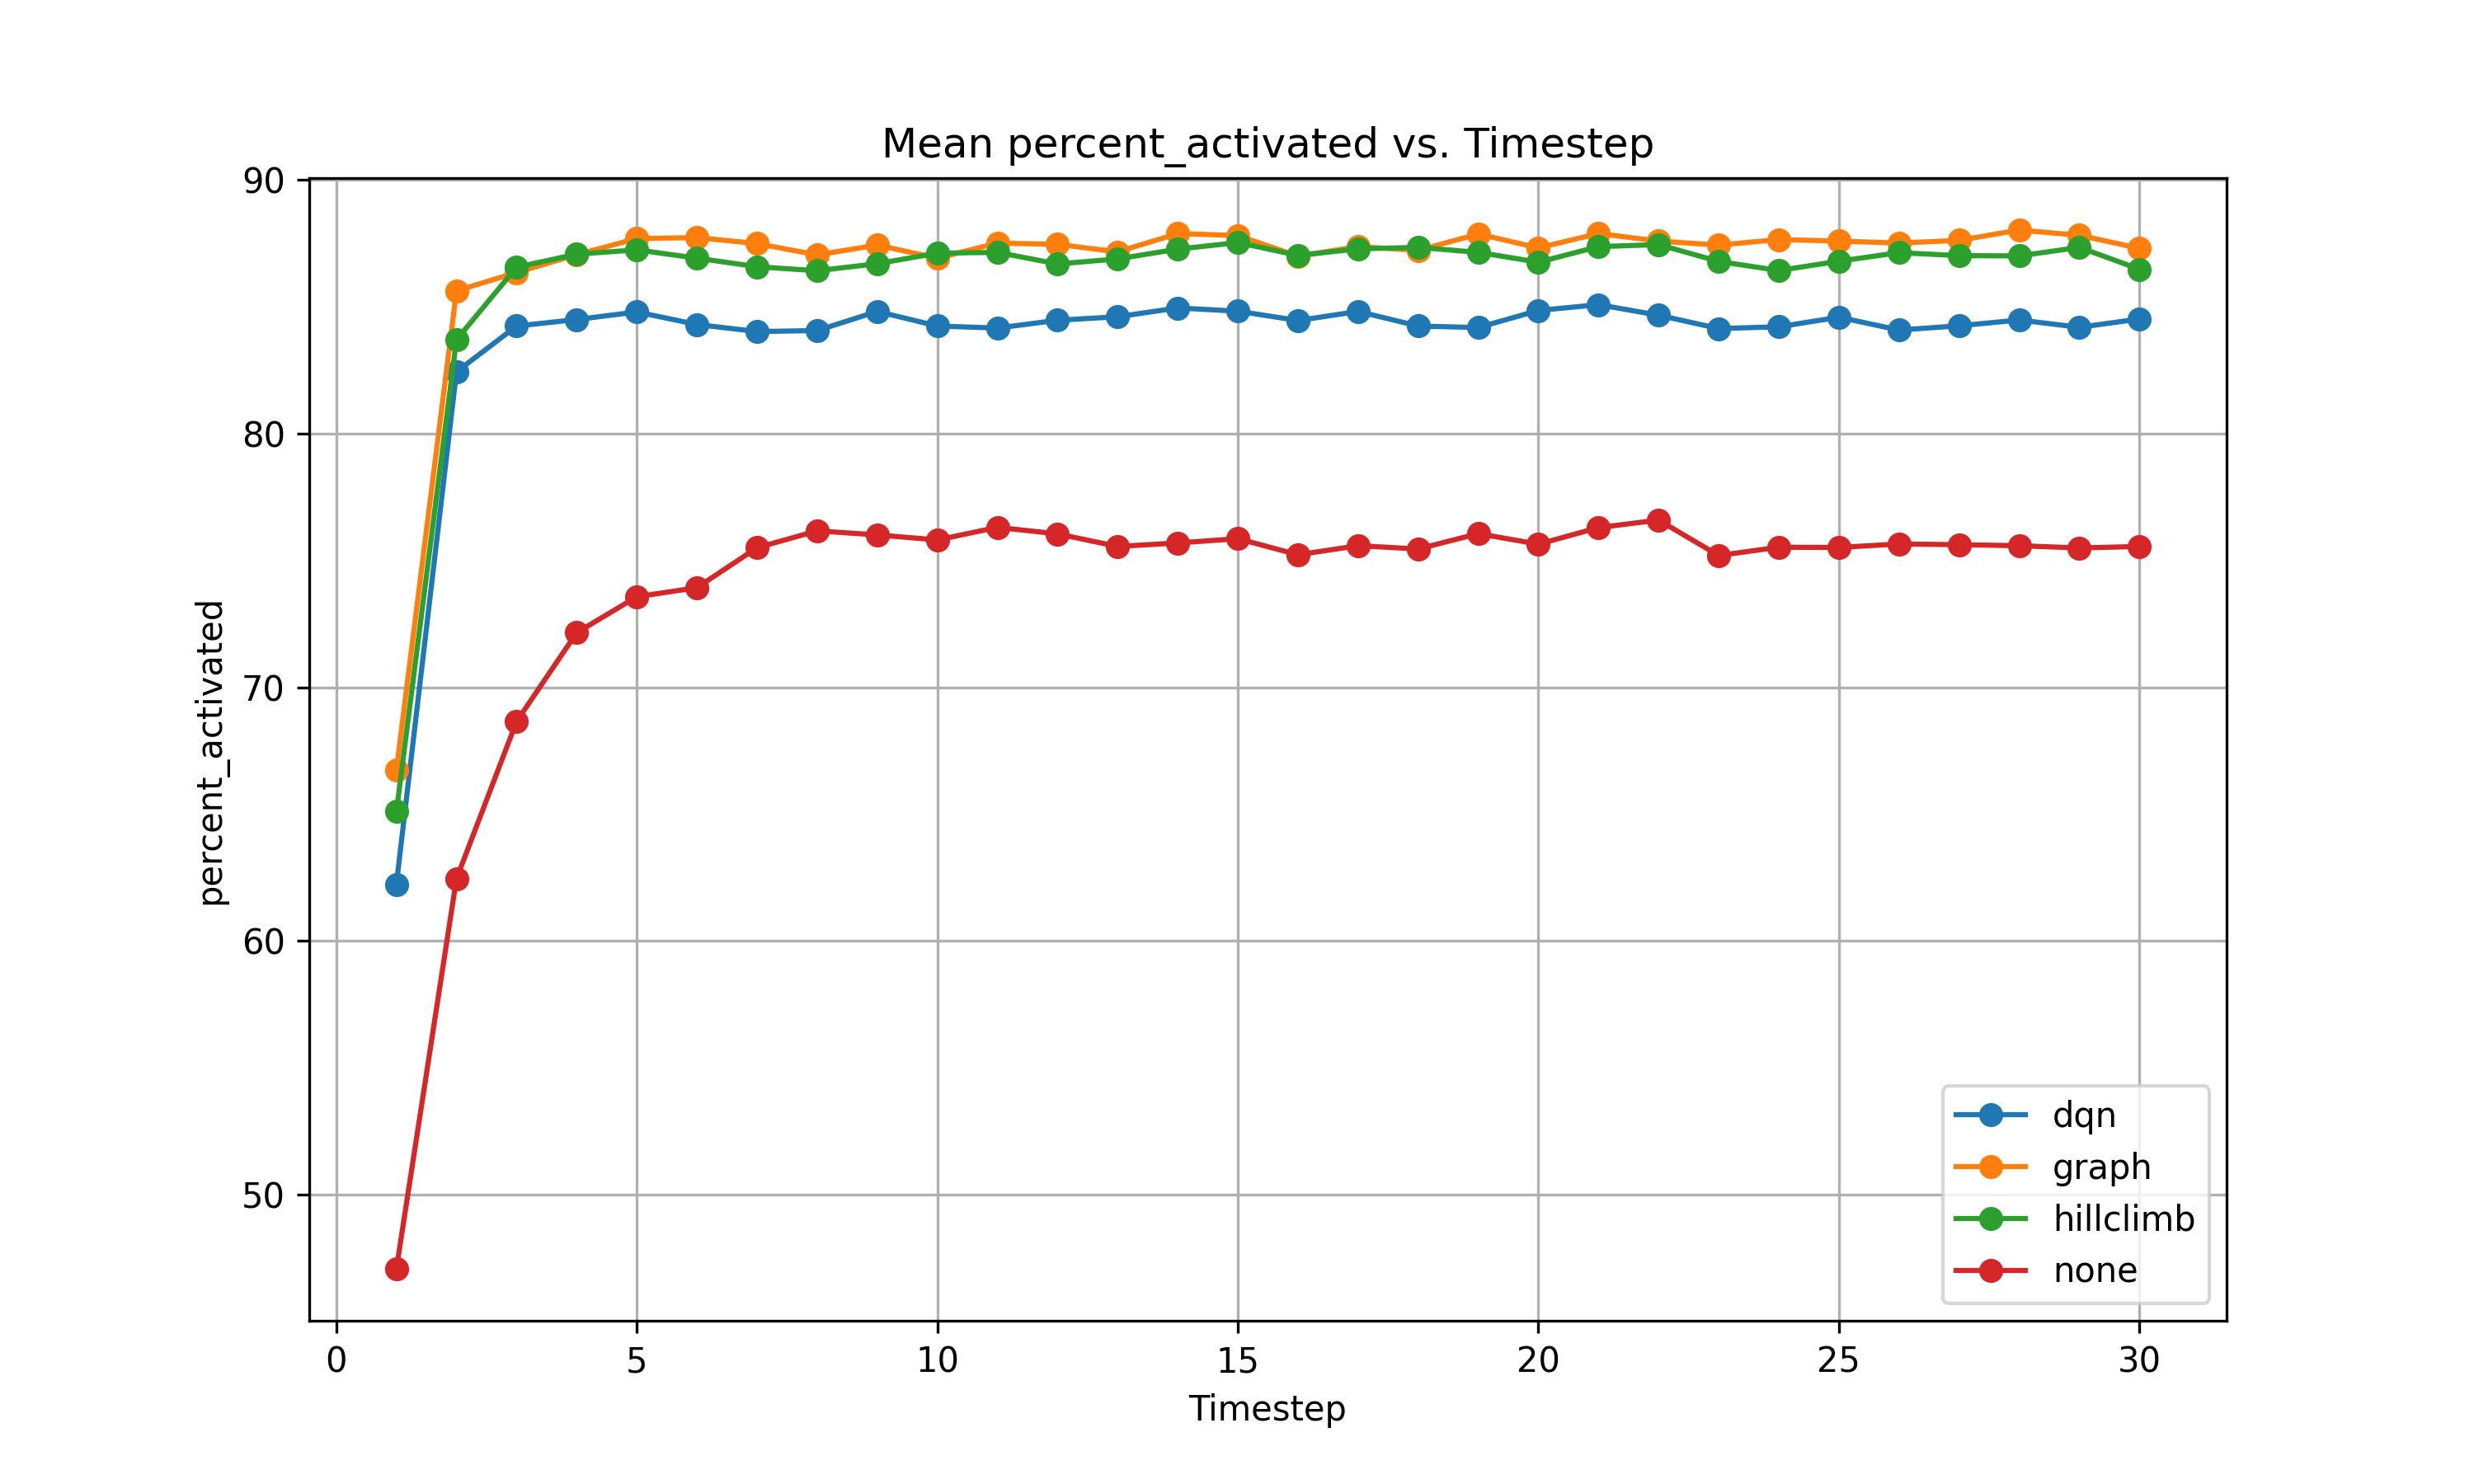 Mean percent_activated vs. Timestep
percent_activated
90
80
70
60
50
0 5 10 15 20 25 30
Timestep
dqn
graph
hillclimb
none